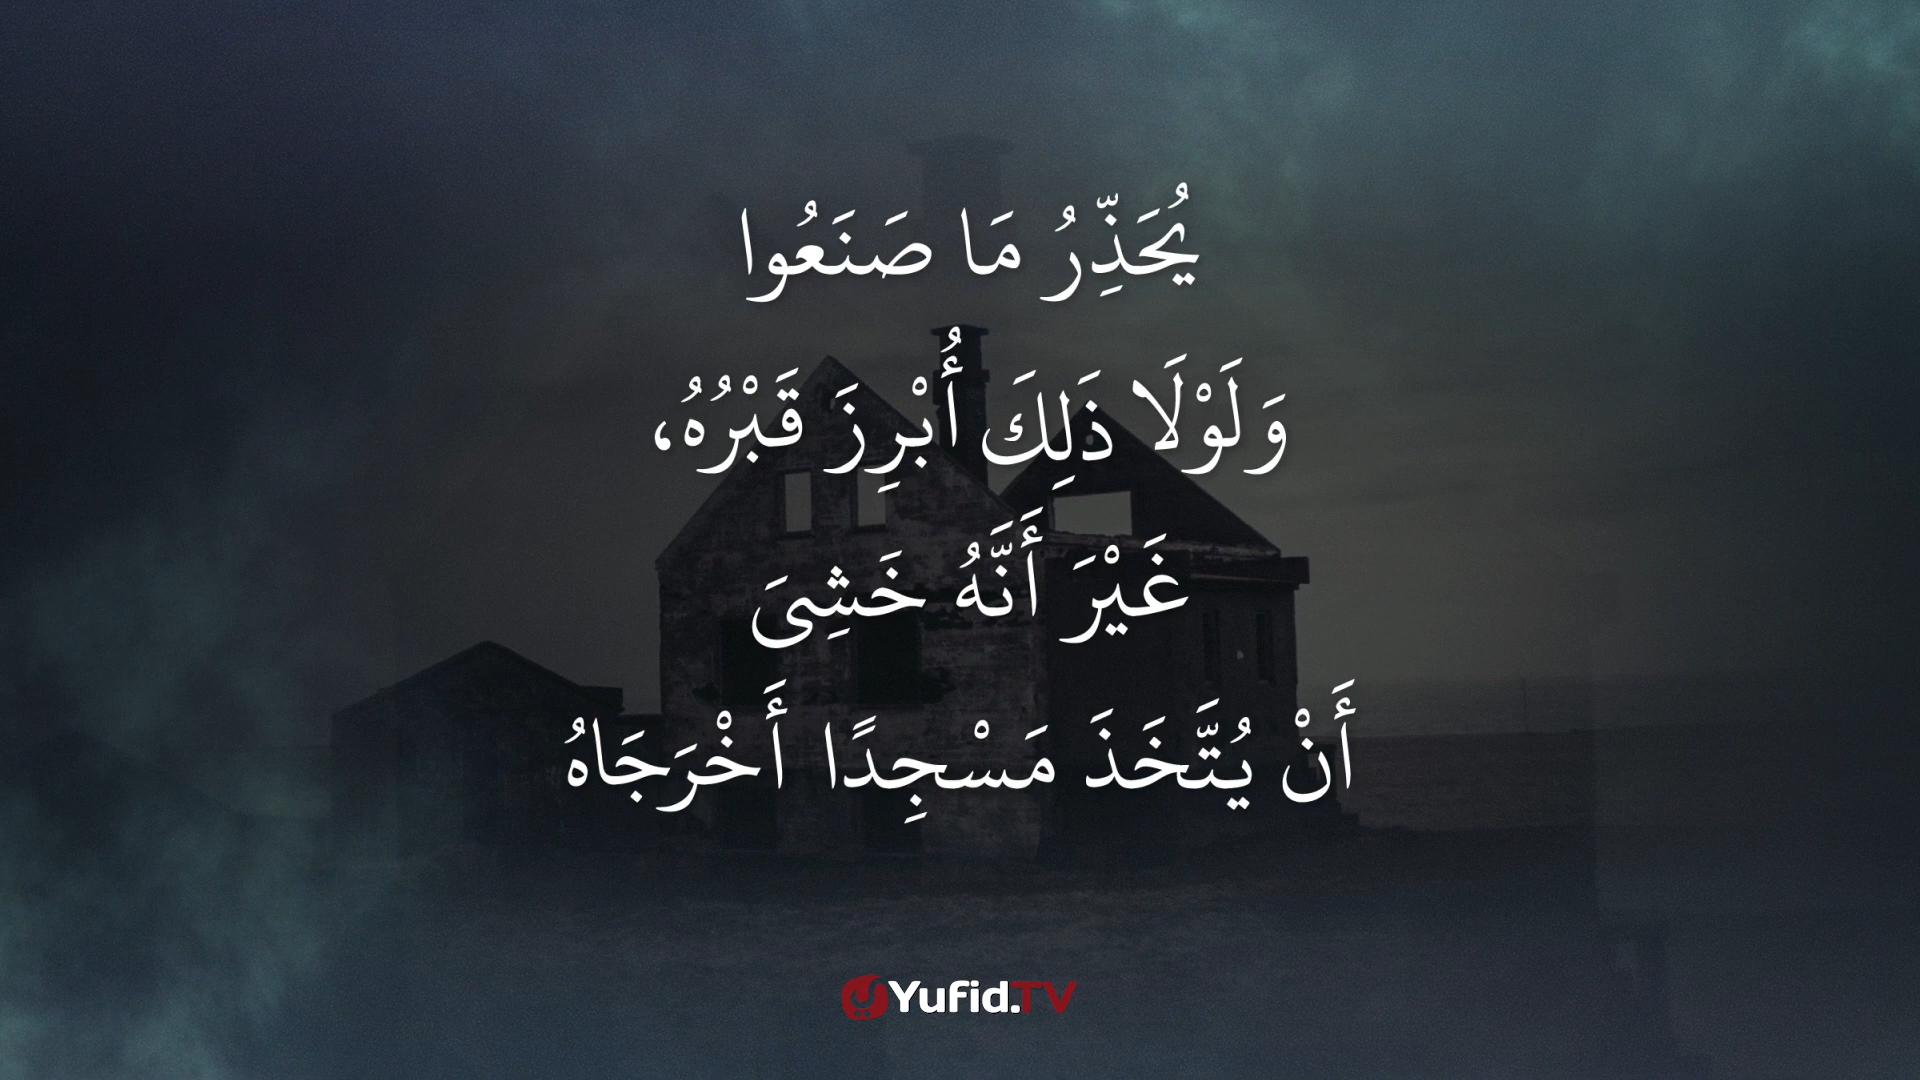 يُحَذِّرُ مَا صَنَعُوا
وَلَوْلَا ذَلِكَ أُبْرِزَ قَبْرُهُ،
غَيْرَ أَنَّهُ خَشِىَ
أَنْ يُتَّخَذَ مَسْجِدًا أَخْرَجَاهُ
Yufid.TV